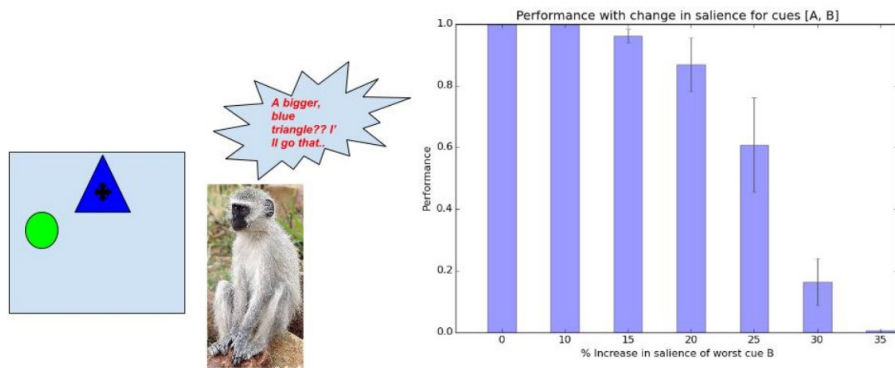 A bigger,
blue
triangle?? I'
ll go that..
Performance with change in salience for cues [A, B]
1.0
0.8
0.6
0.4
0.2
0.0
Performance
0 10 15 20 25 30 35
% Increase in salience of worst cue B